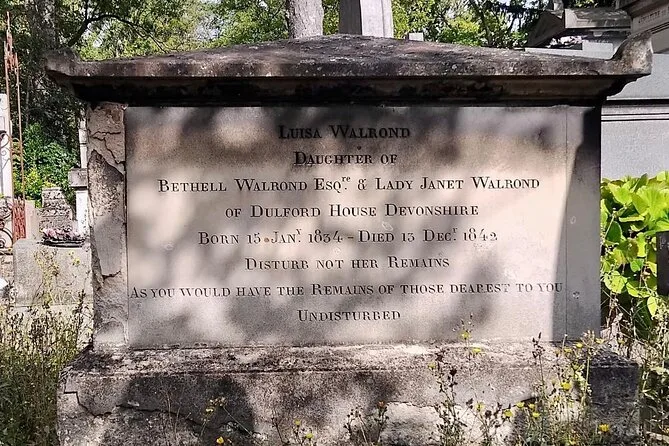 LUISA WALROND
DAUGHTER OF
BETHELL WALROND ESQ.re & LADY JANET WALROND
OF DULFORD HOUSE DEVONSHIRE
BORN 15 JAN.Y 1834 - DIED 13 DEC.R 1842
DISTURB NOT HER REMAINS
AS YOU WOULD HAVE THE REMAINS OF THOSE DEAREST TO YOU
UNDISTURBED